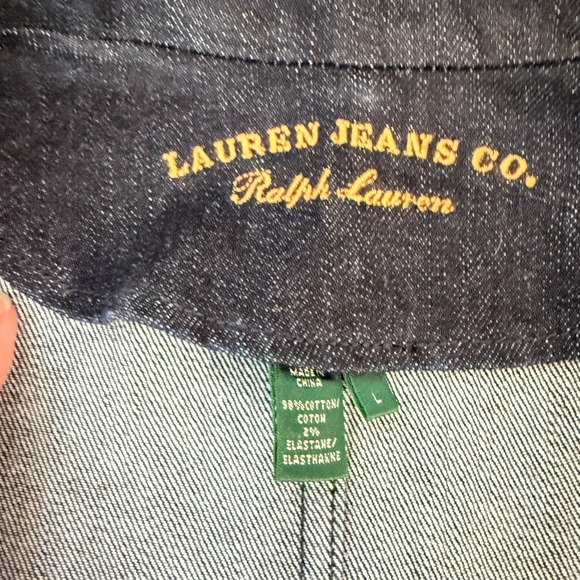 LAUREN JEANS CO.
Ralph Lauren
MADE IN
CHINA
98% COTTON/
COTON
2%
ELASTANE/
ELASTHANNE
L